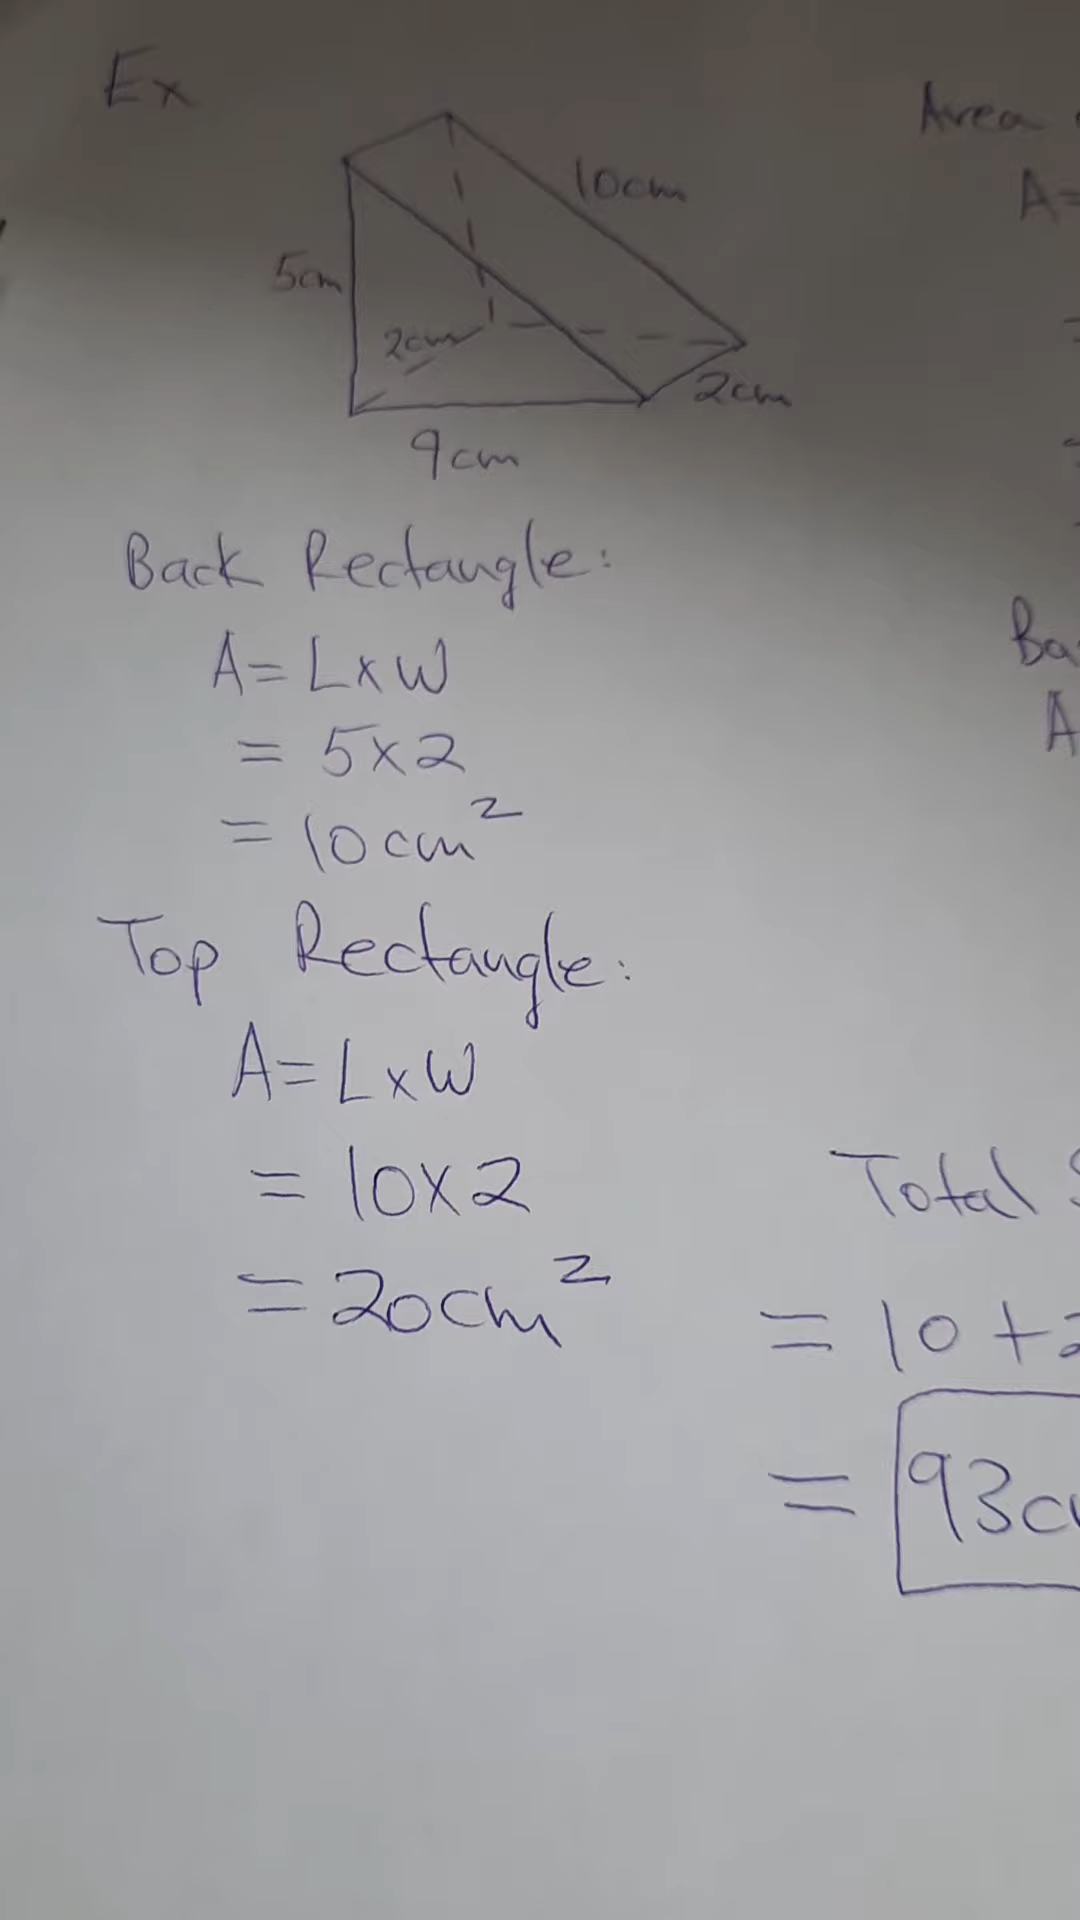 Ex
10cm
5cm
2cm
2cm
9cm
Back Rectangle:
A = L x W
= 5 x 2
= 10cm²
Top Rectangle:
A = L x W
= 10 x 2
= 20cm²
Area
A =
Ba
A
Total
= 10 +
= 93c